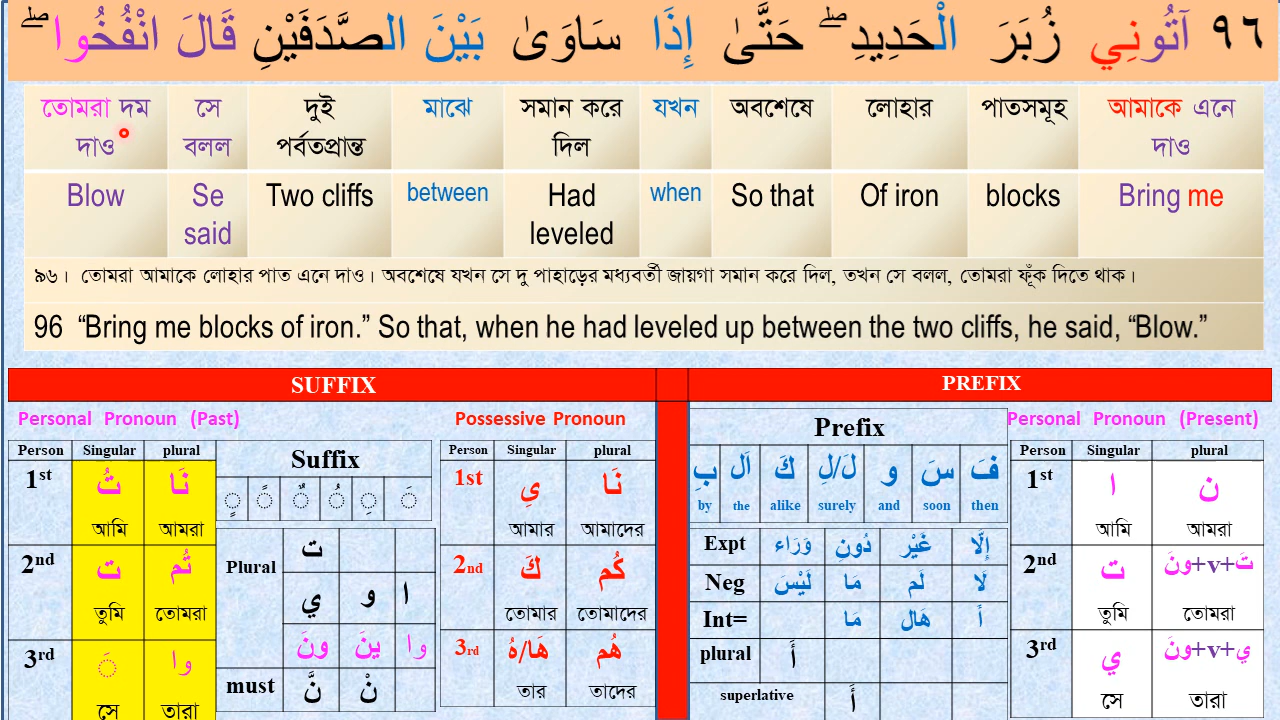 ٩٦ آتُونِي زُبَرَ الْحَدِيدِ ۖ حَتَّىٰ إِذَا سَاوَىٰ بَيْنَ الصَّدَفَيْنِ قَالَ انْفُخُوا ۖ
তোমরা দম দাও সে বলল দুই পর্বতপ্রান্ত মাঝে সমান করে দিল যখন অবশেষে লোহার পাতসমূহ আমাকে এনে দাও
Blow Se said Two cliffs between Had leveled when So that Of iron blocks Bring me
৯৬। তোমরা আমাকে লোহার পাত এনে দাও। অবশেষে যখন সে দু পাহাড়ের মধ্যবর্তী জায়গা সমান করে দিল, তখন সে বলল, তোমরা ফূঁক দিতে থাক।
96 “Bring me blocks of iron.” So that, when he had leveled up between the two cliffs, he said, “Blow.”
SUFFIX
Personal Pronoun (Past)
Person Singular plural
1st تُ نَا
আমি আমরা
2nd ت تُم
তুমি তোমরা
3rd َ وا
সে তারা
Suffix
ٍ ً ٌ ُ ِ َ
Plural ت
ي و ا
ونَ ينَ وا
must نَّ نْ
Possessive Pronoun
Person Singular plural
1st ىِ نَا
আমার আমাদের
2nd كَ كُم
তোমার তোমাদের
3rd هَا/هُ هُم
তার তাদের
PREFIX
Prefix
بِ اَل كَ لَ/لِ و سَ فَ
by the alike surely and soon then
Expt وَرَاء دُونِ غَيْر إِلَّا
Neg لَيْسَ مَا لَم لَا
Int= مَا هَال أَ
plural أَ
superlative أَ
Personal Pronoun (Present)
Person Singular plural
1st ا ن
আমি আমরা
2nd ت تَ+v+ونَ
তুমি তোমরা
3rd ي ي+v+ونَ
সে তারা